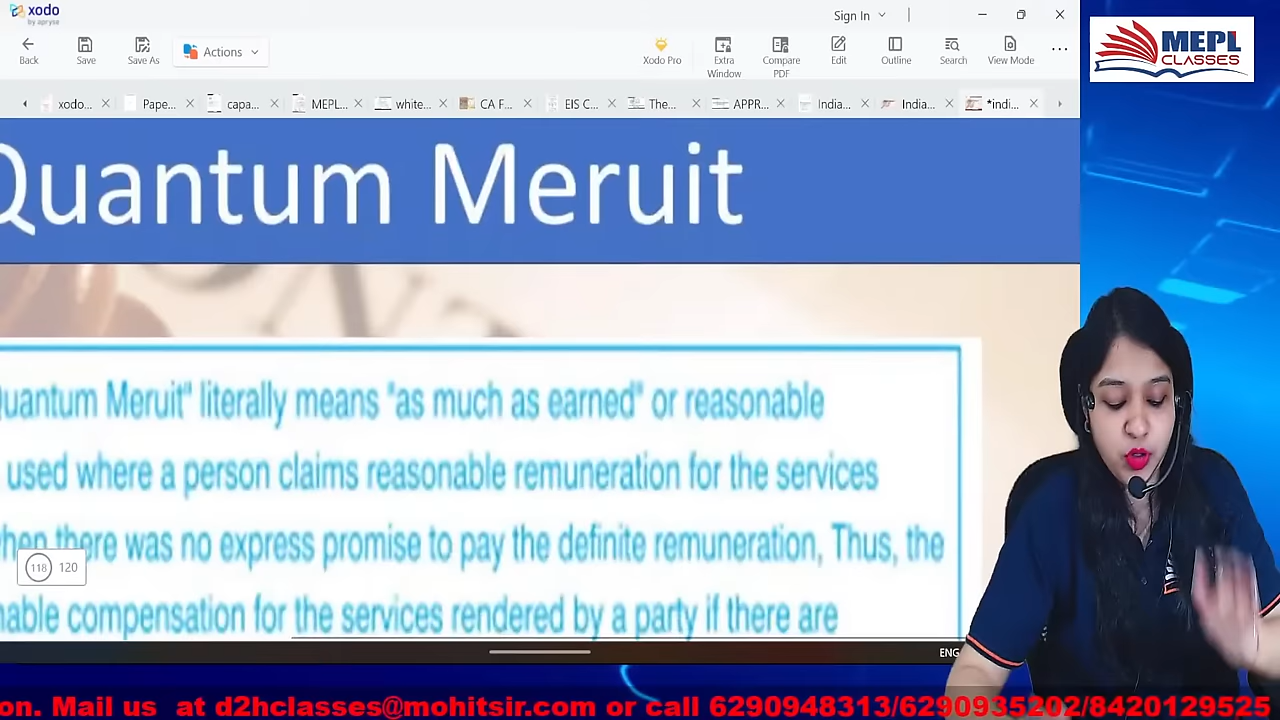 xodo
by apryse
Sign In
Back
Save
Save As
Actions
Xodo Pro
Extra Window
Compare PDF
Edit
Outline
Search
View Mode
xodo...
Pape...
capa...
MEPL...
white...
CA F...
EIS C...
The...
APPR...
India...
India...
*indi...
MEPL
CLASSES
Quantum Meruit
uantum Meruit" literally means "as much as earned" or reasonable
used where a person claims reasonable remuneration for the services
when there was no express promise to pay the definite remuneration, Thus, the
nable compensation for the services rendered by a party if there are
118 120
ENG
on. Mail us at d2hclasses@mohitsir.com or call 6290948313/6290935202/8420129525